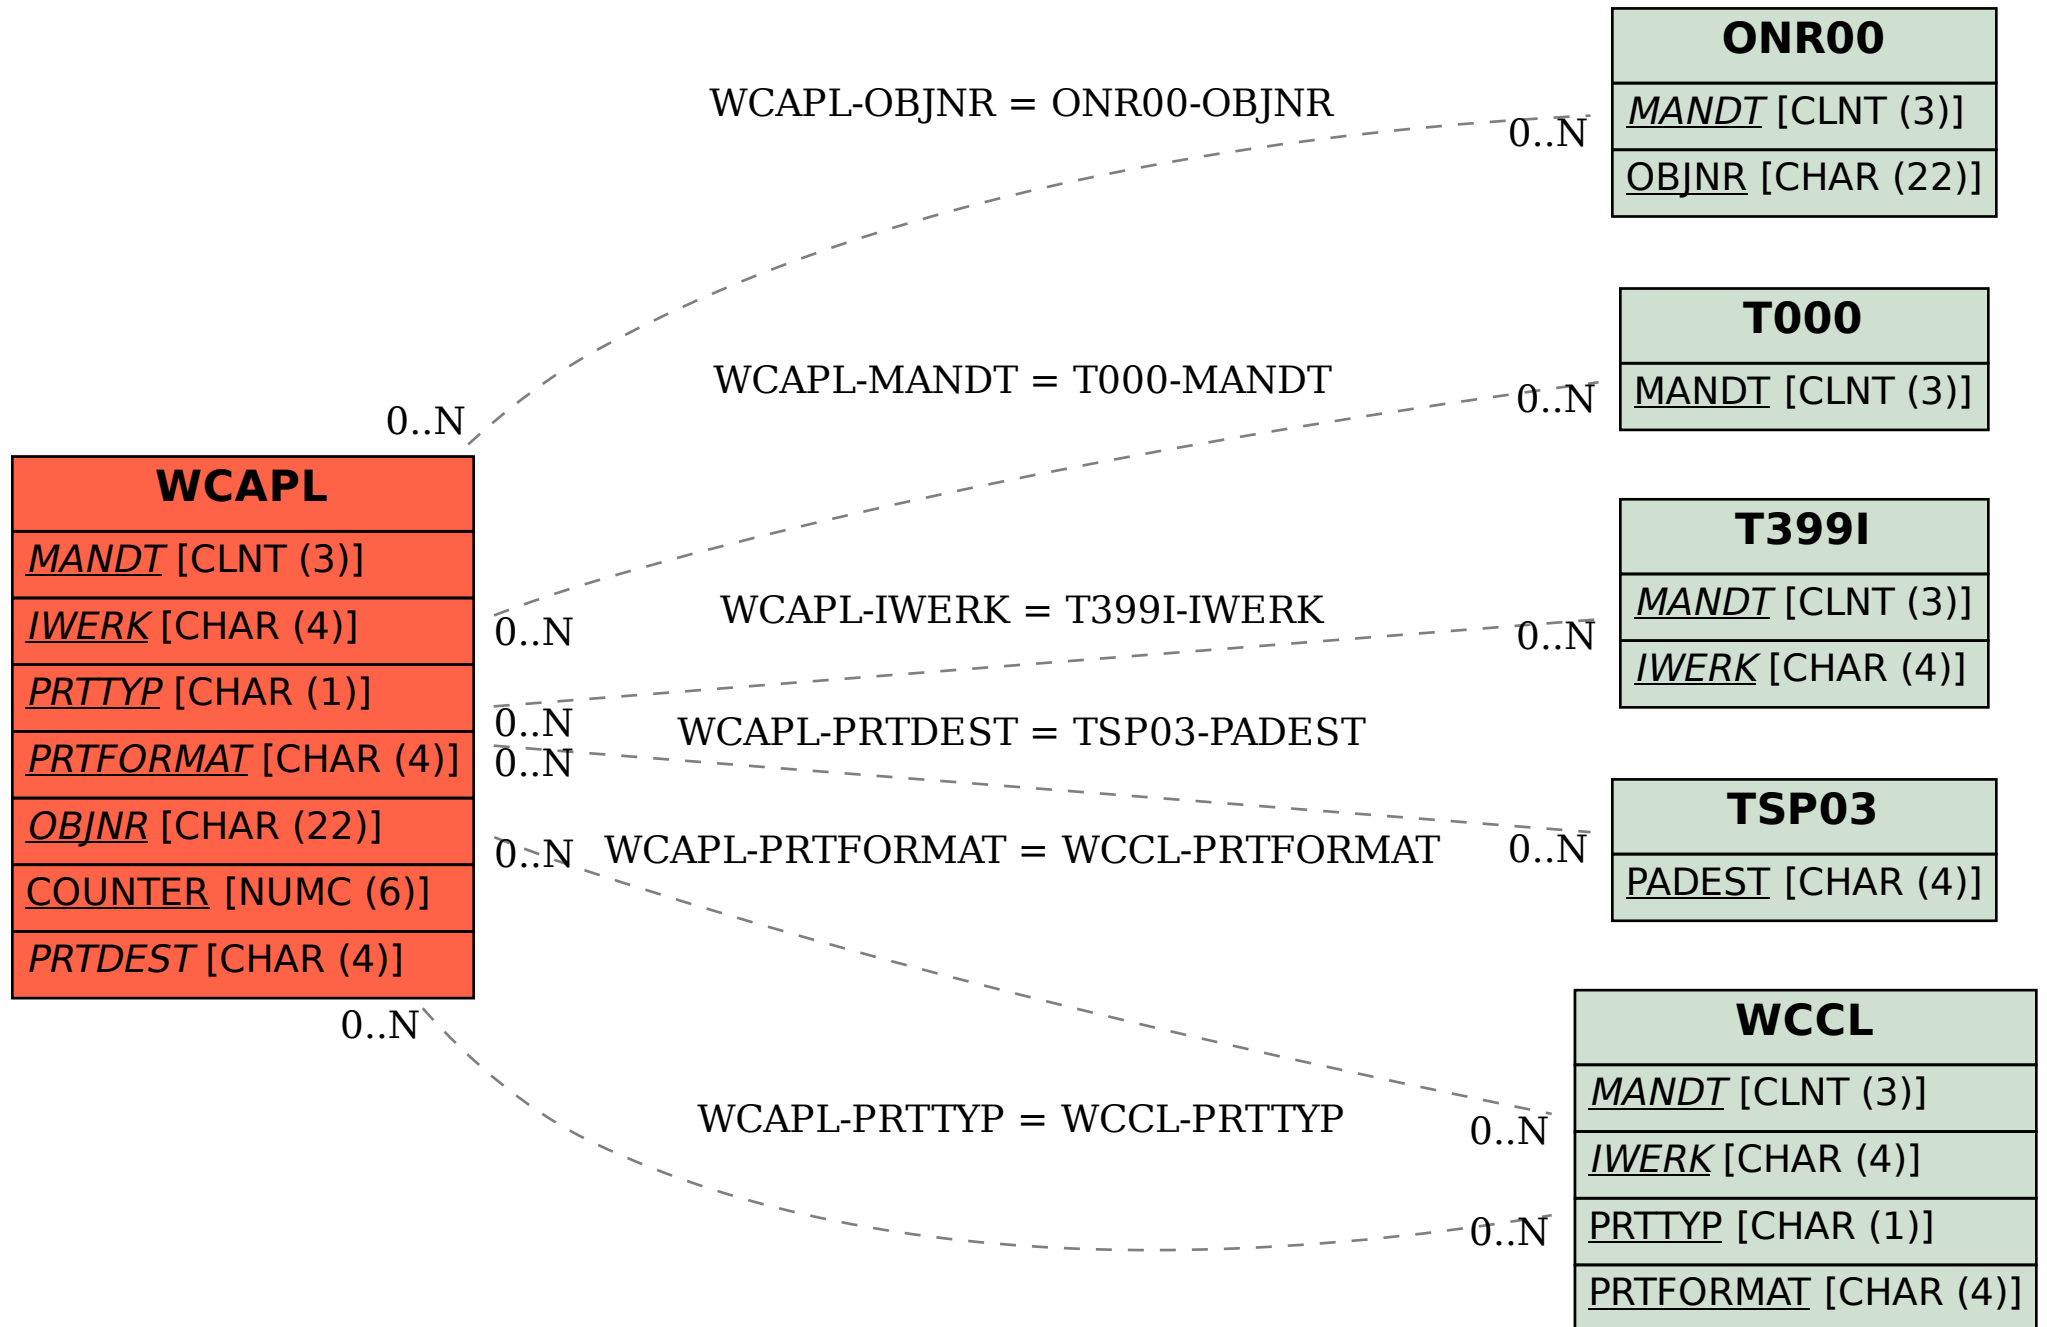 ONR00
MANDT [CLNT (3)]
OBJNR [CHAR (22)]
WCAPL-OBJNR = ONR00-OBJNR
0..N
0..N
T000
MANDT [CLNT (3)]
WCAPL-MANDT = T000-MANDT
0..N
0..N
WCAPL
MANDT [CLNT (3)]
IWERK [CHAR (4)]
PRTTYP [CHAR (1)]
PRTFORMAT [CHAR (4)]
OBJNR [CHAR (22)]
COUNTER [NUMC (6)]
PRTDEST [CHAR (4)]
T399I
MANDT [CLNT (3)]
IWERK [CHAR (4)]
WCAPL-IWERK = T399I-IWERK
0..N
0..N
WCAPL-PRTDEST = TSP03-PADEST
0..N
0..N
TSP03
PADEST [CHAR (4)]
WCAPL-PRTFORMAT = WCCL-PRTFORMAT
0..N
0..N
WCAPL-PRTTYP = WCCL-PRTTYP
0..N
0..N
WCCL
MANDT [CLNT (3)]
IWERK [CHAR (4)]
PRTTYP [CHAR (1)]
PRTFORMAT [CHAR (4)]